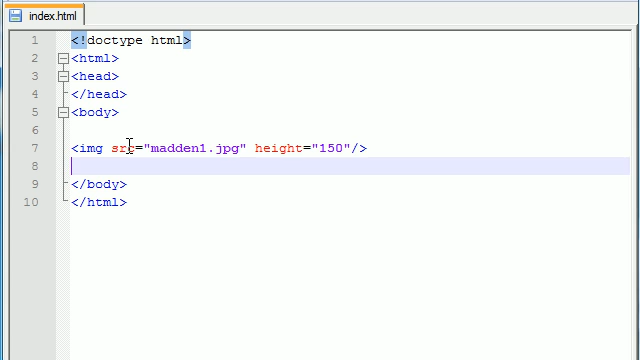 index.html
1 <!doctype html>
2 <html>
3 <head>
4 </head>
5 <body>
6
7 <img src="madden1.jpg" height="150"/>
8
9 </body>
10 </html>